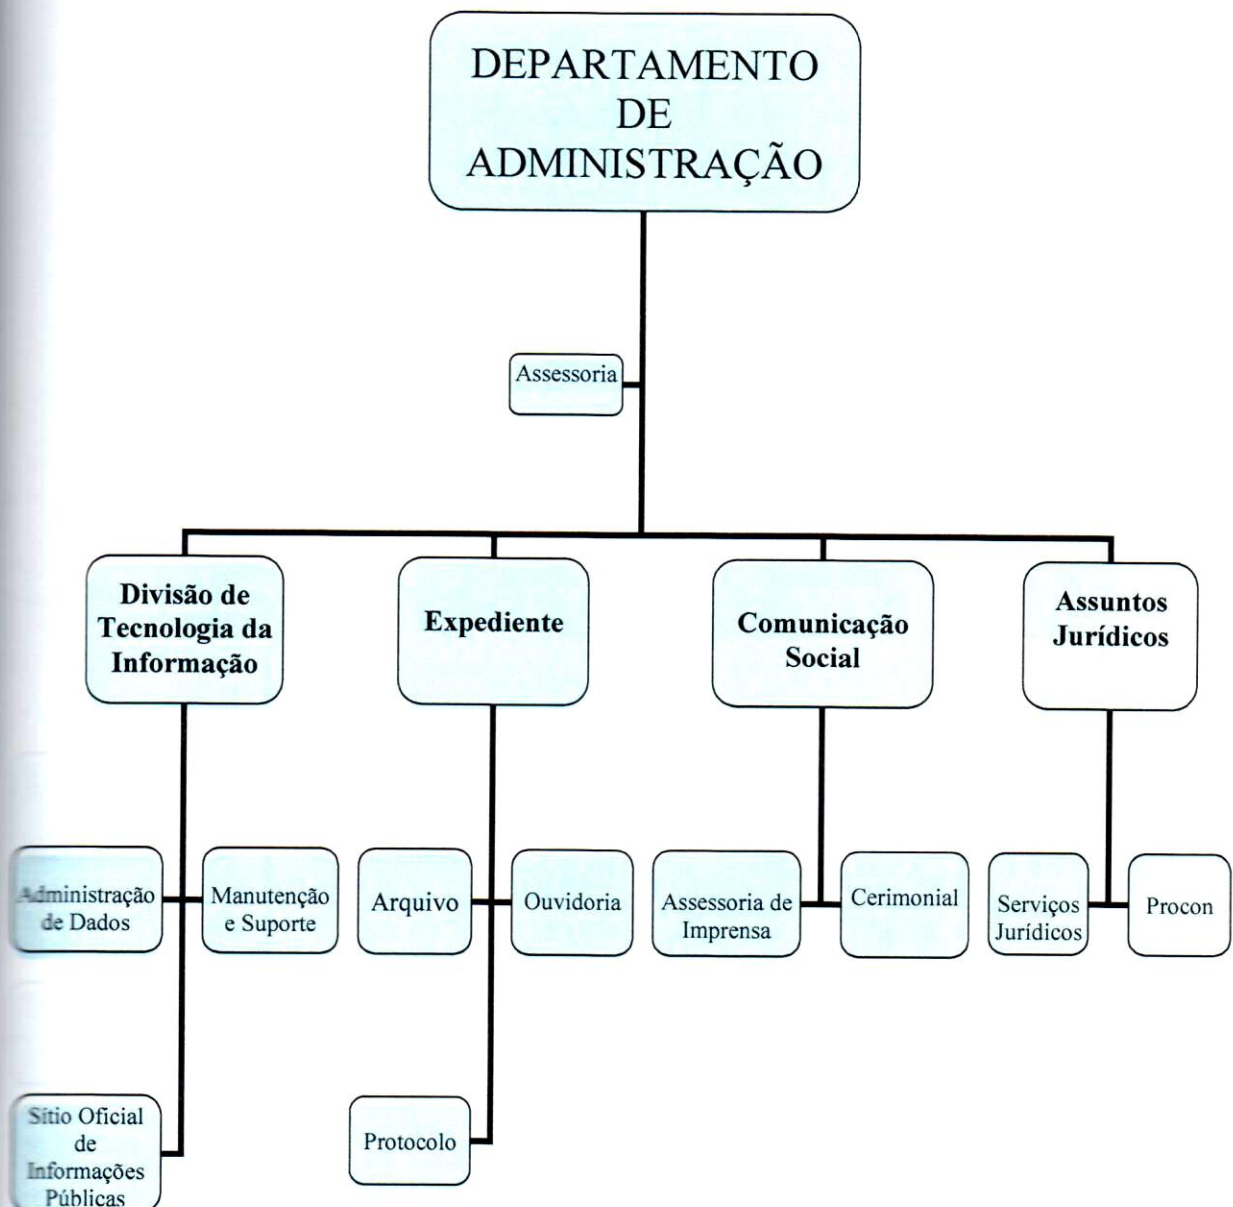 DEPARTAMENTO
DE
ADMINISTRAÇÃO
Assessoria
Divisão de
Tecnologia da
Informação
Expediente
Comunicação
Social
Assuntos
Jurídicos
Administração
de Dados
Manutenção
e Suporte
Arquivo
Ouvidoria
Assessoria de
Imprensa
Cerimonial
Serviços
Jurídicos
Procon
Sítio Oficial
de
Informações
Públicas
Protocolo